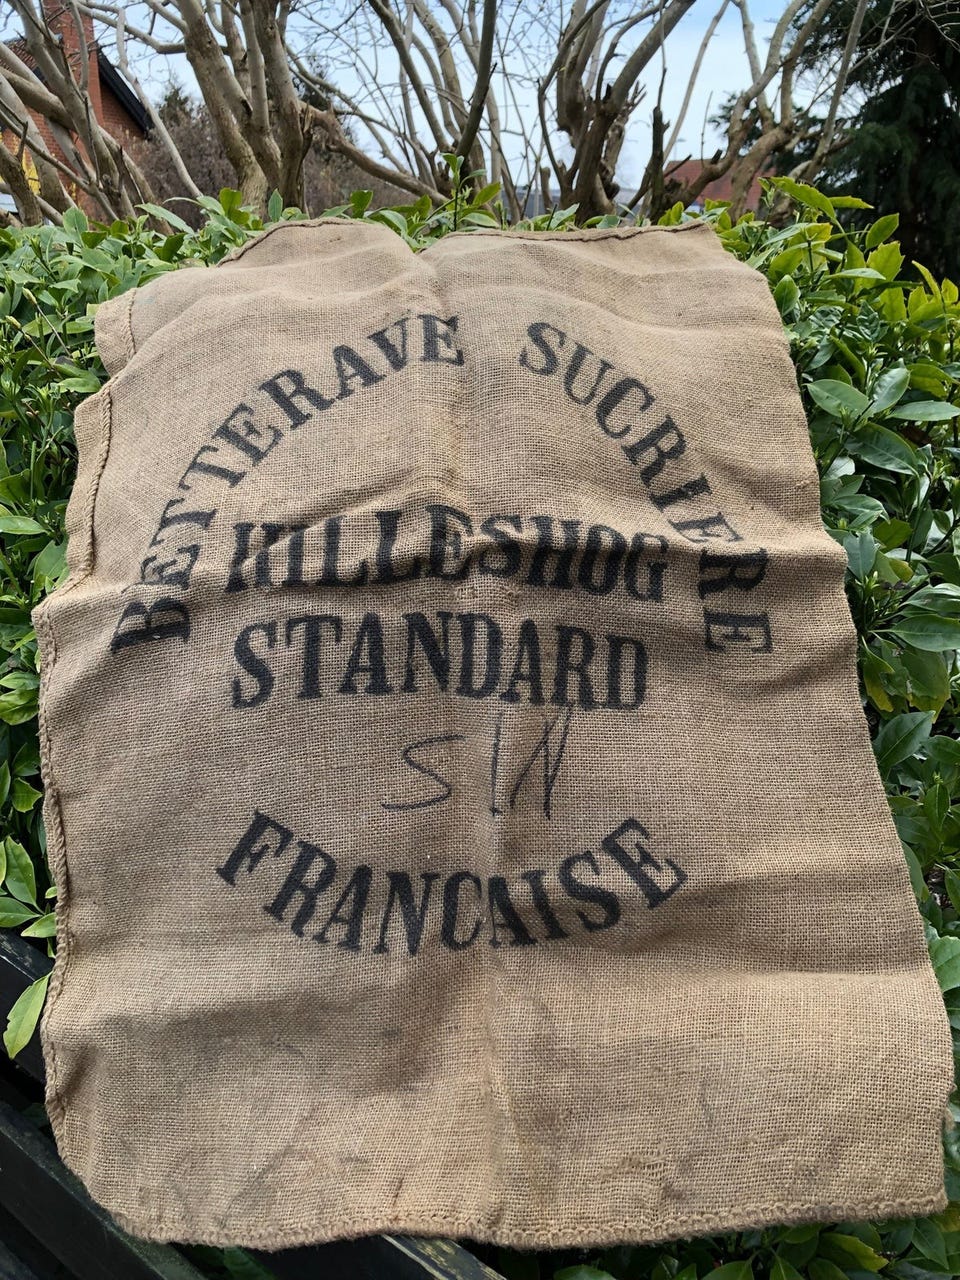 BETTERAVE SUCRIERE
HILLESHOG
STANDARD
FRANCAISE